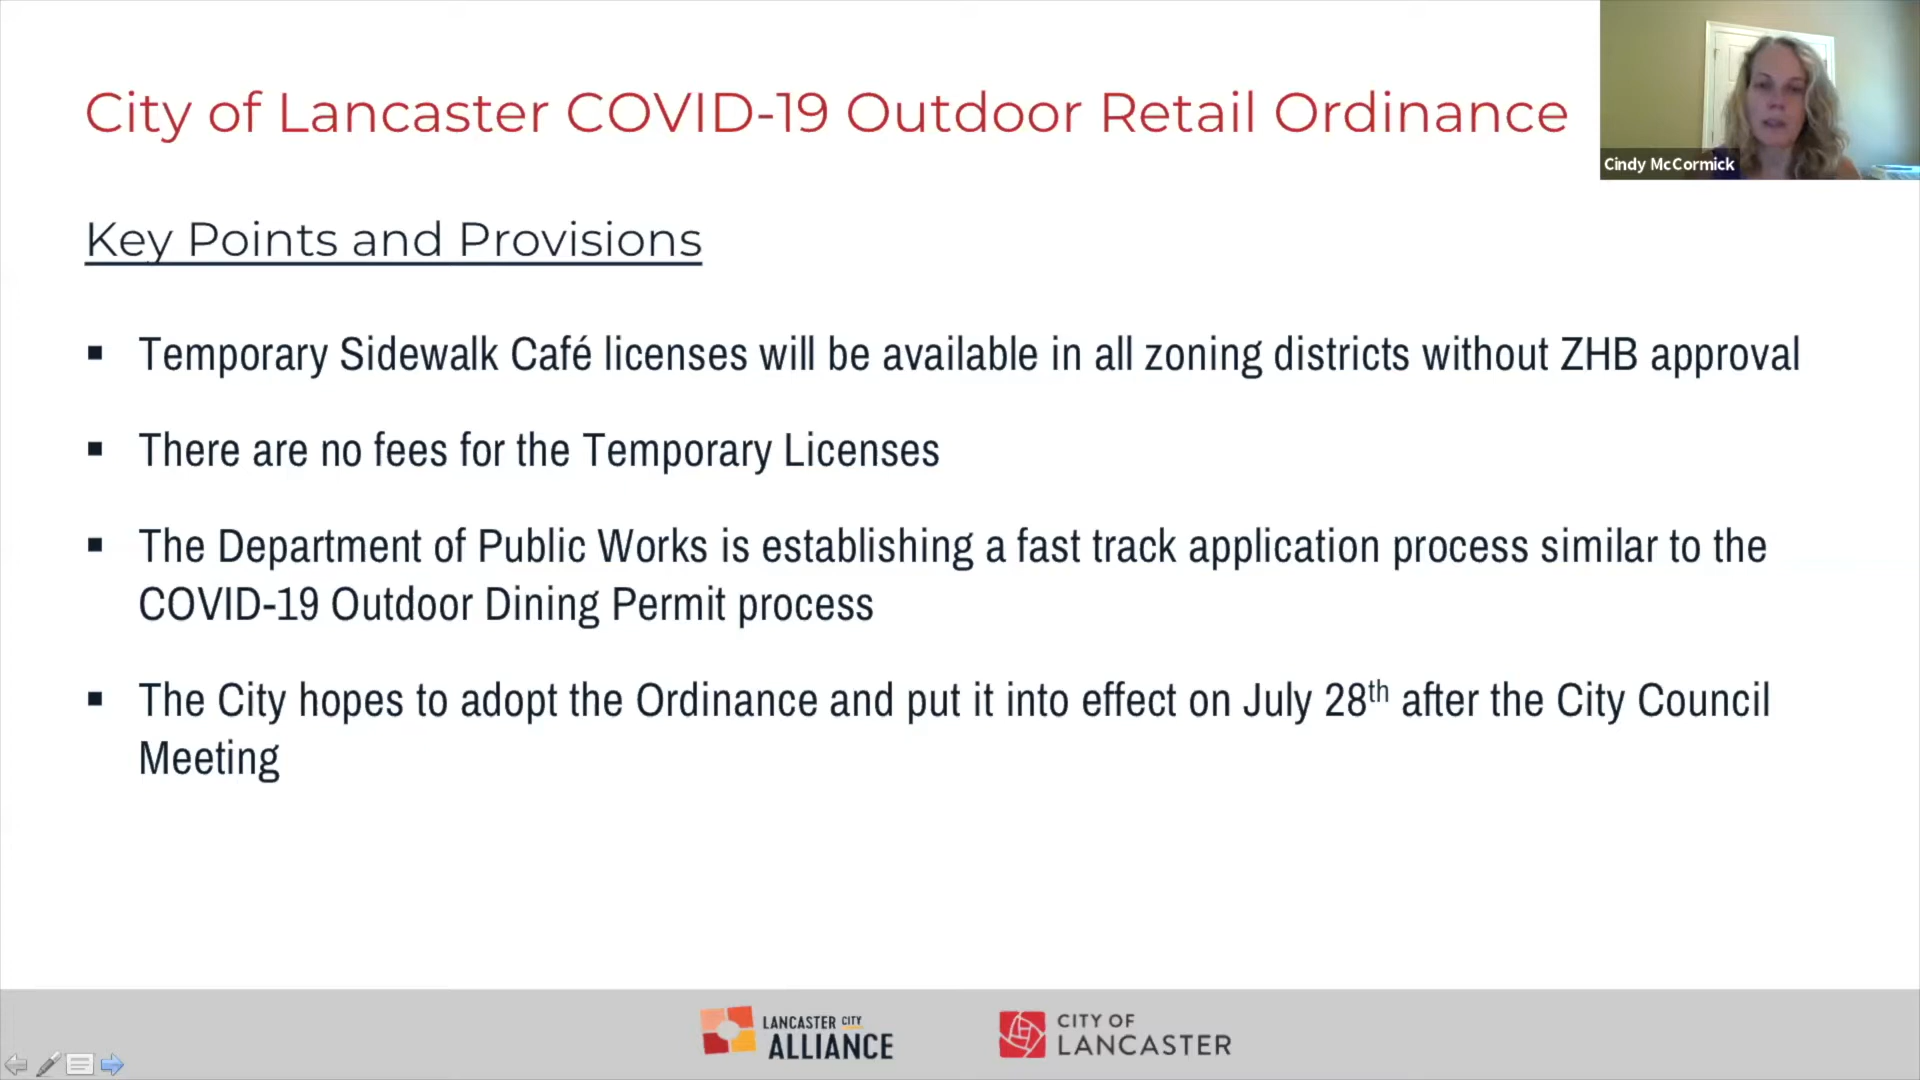 City of Lancaster COVID-19 Outdoor Retail Ordinance
Cindy McCormick
Key Points and Provisions
▪ Temporary Sidewalk Café licenses will be available in all zoning districts without ZHB approval
▪ There are no fees for the Temporary Licenses
▪ The Department of Public Works is establishing a fast track application process similar to the
COVID-19 Outdoor Dining Permit process
▪ The City hopes to adopt the Ordinance and put it into effect on July 28th after the City Council
Meeting
LANCASTER CITY
ALLIANCE
CITY OF
LANCASTER